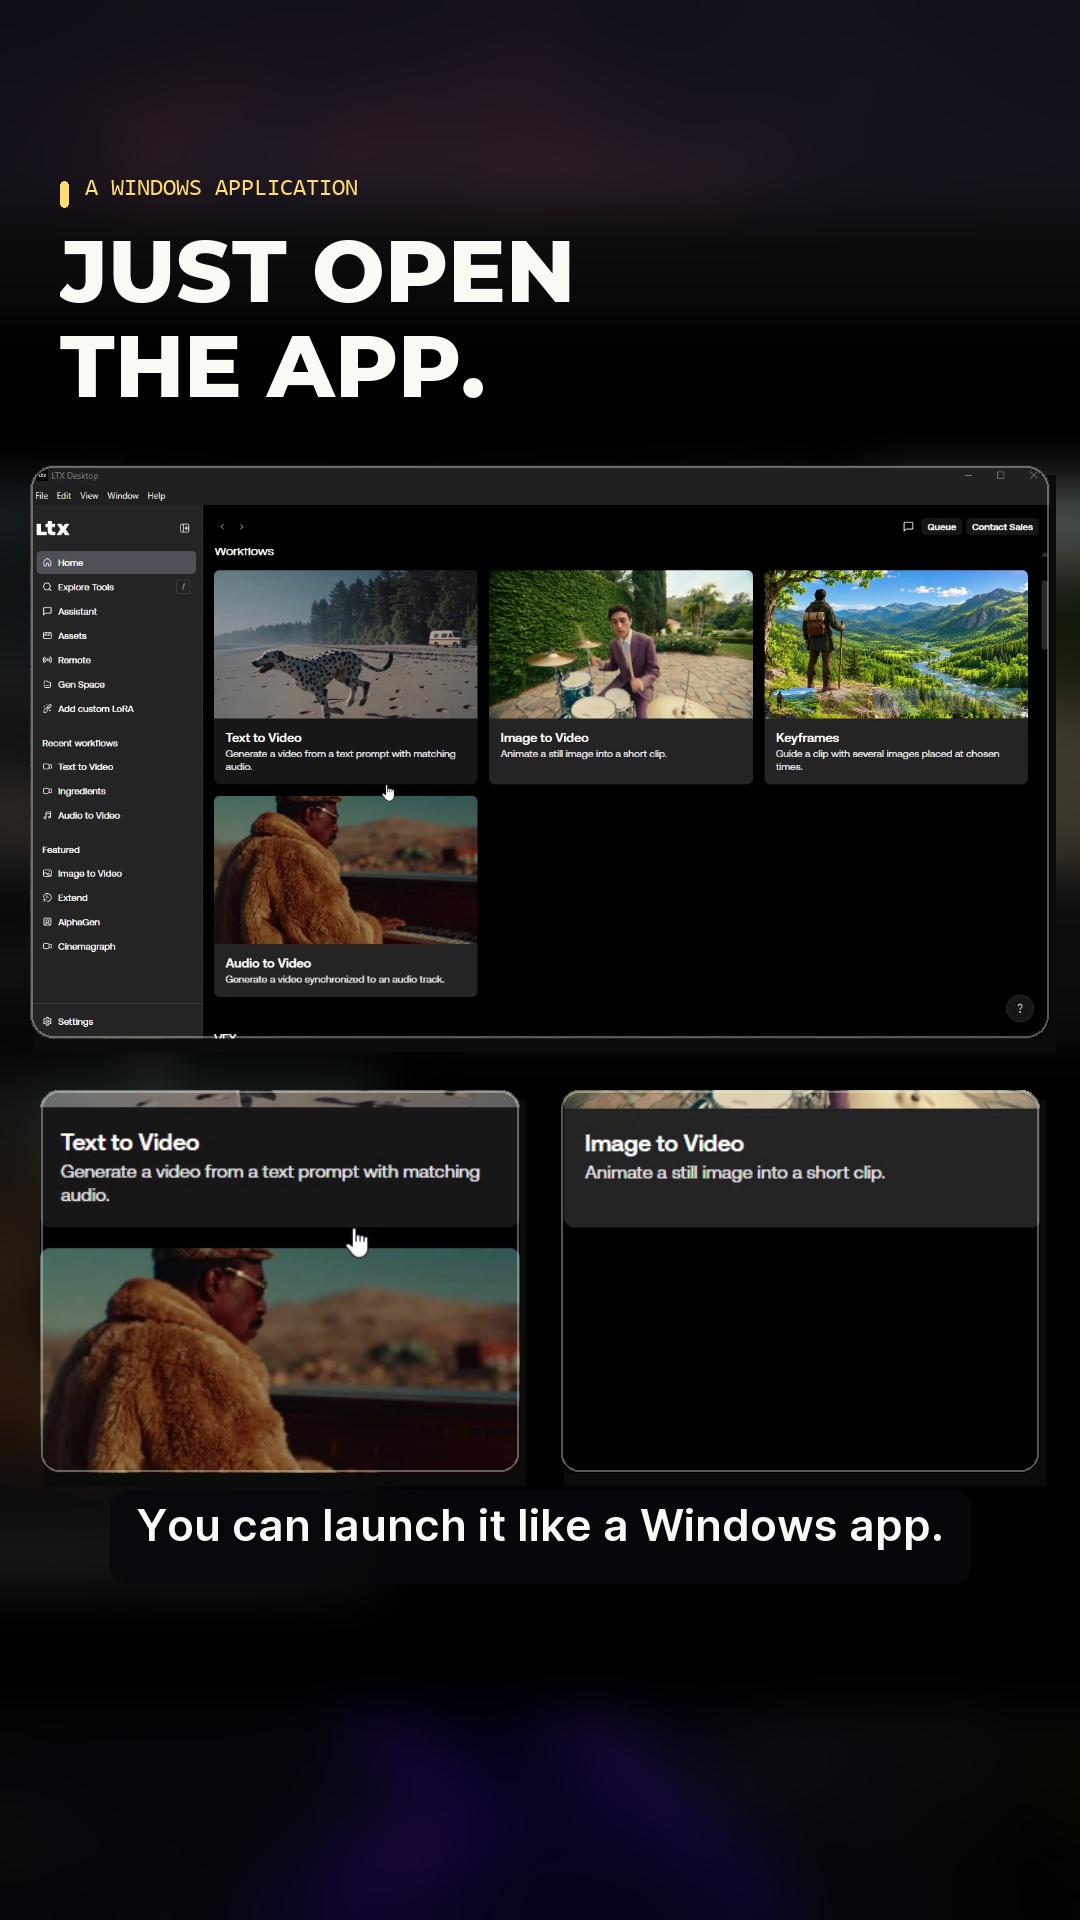 A WINDOWS APPLICATION
JUST OPEN
THE APP.
LTX Desktop
File Edit View Window Help
Ltx
Queue
Contact Sales
Home
Explore Tools
/
Assistant
Assets
Remote
Gen Space
Add custom LoRA
Recent workflows
Text to Video
Ingredients
Audio to Video
Featured
Image to Video
Extend
AlphaGen
Cinemagraph
Settings
Workflows
Text to Video
Generate a video from a text prompt with matching
audio.
Image to Video
Animate a still image into a short clip.
Keyframes
Guide a clip with several images placed at chosen
times.
Audio to Video
Generate a video synchronized to an audio track.
?
Text to Video
Generate a video from a text prompt with matching
audio.
Image to Video
Animate a still image into a short clip.
You can launch it like a Windows app.